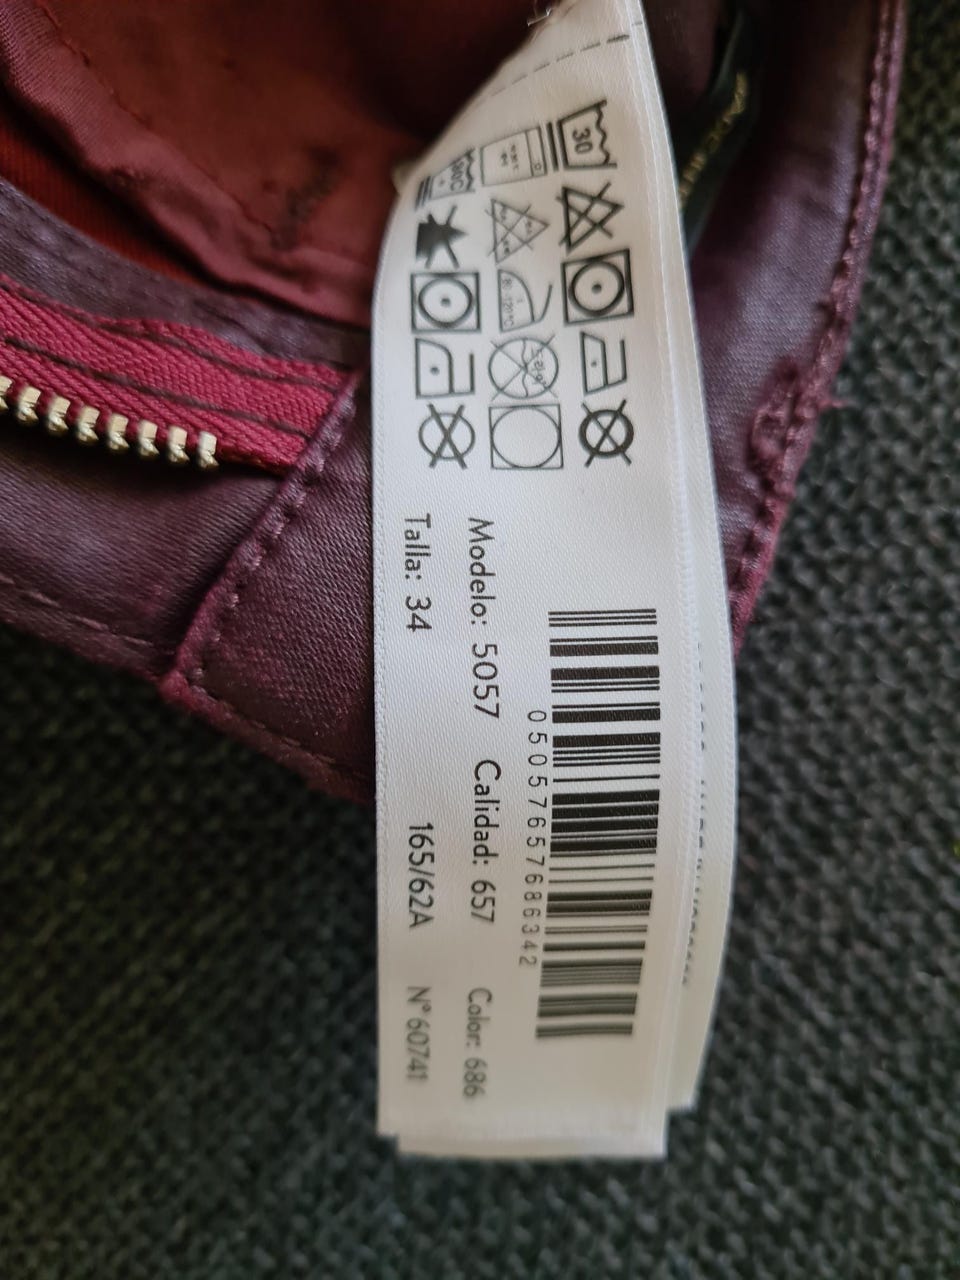 30
0505765768634 2
Modelo: 5057 Calidad: 657 Color: 686
Talla: 34 165/62A Nº 60741